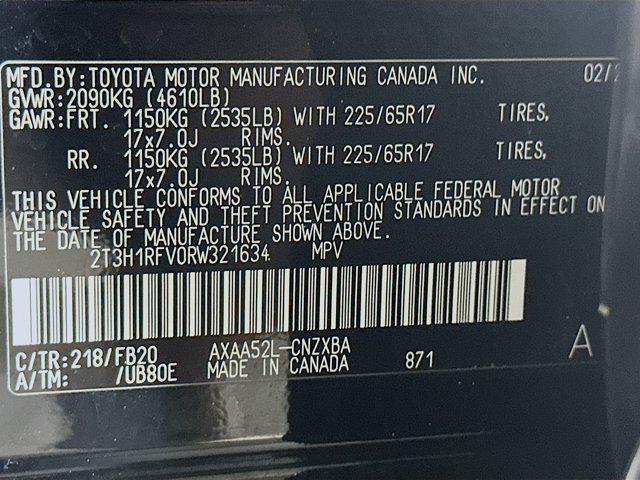 MFD.BY:TOYOTA MOTOR MANUFACTURING CANADA INC. 02/
GVWR:2090KG (4610LB)
GAWR:FRT. 1150KG (2535LB) WITH 225/65R17 TIRES,
17x7.0J RIMS.
RR. 1150KG (2535LB) WITH 225/65R17 TIRES,
17x7.0J RIMS.
THIS VEHICLE CONFORMS TO ALL APPLICABLE FEDERAL MOTOR
VEHICLE SAFETY AND THEFT PREVENTION STANDARDS IN EFFECT ON
THE DATE OF MANUFACTURE SHOWN ABOVE.
2T3H1RFV0RW321634 MPV
C/TR:218/FB20 AXAA52L-CNZXBA A
A/TM: /UB80E MADE IN CANADA 871